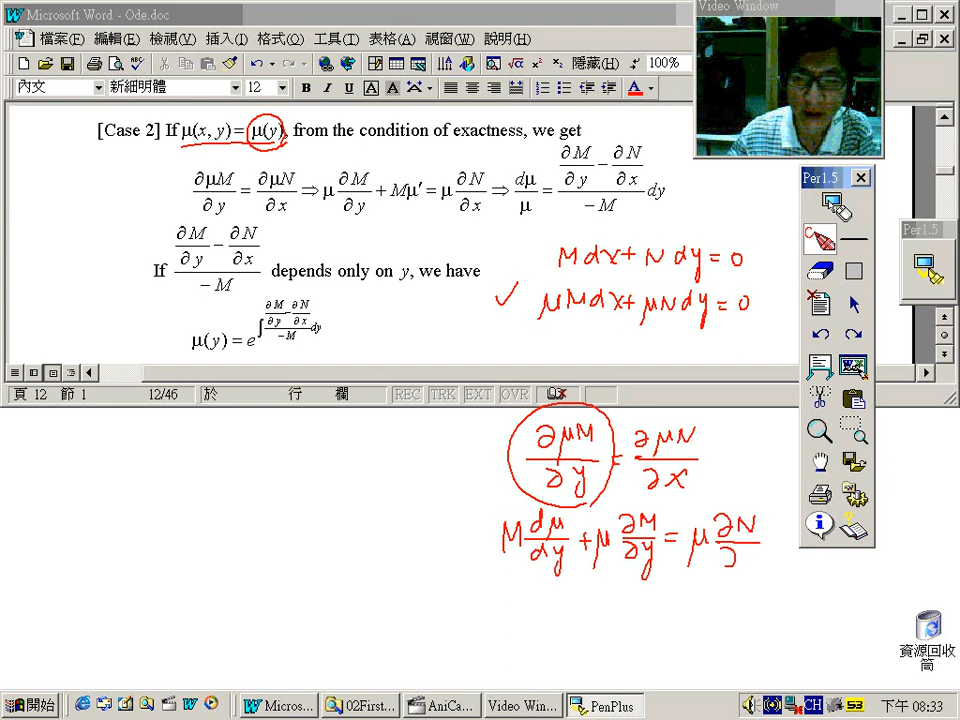 Microsoft Word - Ode.doc
Video Window
檔案(F) 編輯(E) 檢視(V) 插入(I) 格式(O) 工具(T) 表格(A) 視窗(W) 說明(H)
隱藏(H) 100%
內文 新細明體 12 B I U A A A
[Case 2] If μ(x, y) = μ(y), from the condition of exactness, we get
∂μM/∂y = ∂μN/∂x ⇒ μ ∂M/∂y + Mμ′ = μ ∂N/∂x ⇒ dμ/μ = (∂M/∂y − ∂N/∂x)/(−M) dy
If (∂M/∂y − ∂N/∂x)/(−M) depends only on y, we have
μ(y) = e^∫(∂M/∂y − ∂N/∂x)/(−M) dy
Mdx + Ndy = 0
✓ μMdx + μNdy = 0
頁 12 節 1 12/46 於 行 欄 REC TRK EXT OVR
∂μM/∂y = ∂μN/∂x
M dμ/dy + μ ∂M/∂y = μ ∂N/∂
Per1.5
Per1.5
資源回收
筒
開始 Micros... 02First... AniCa... Video Win... PenPlus CH 53 下午 08:33